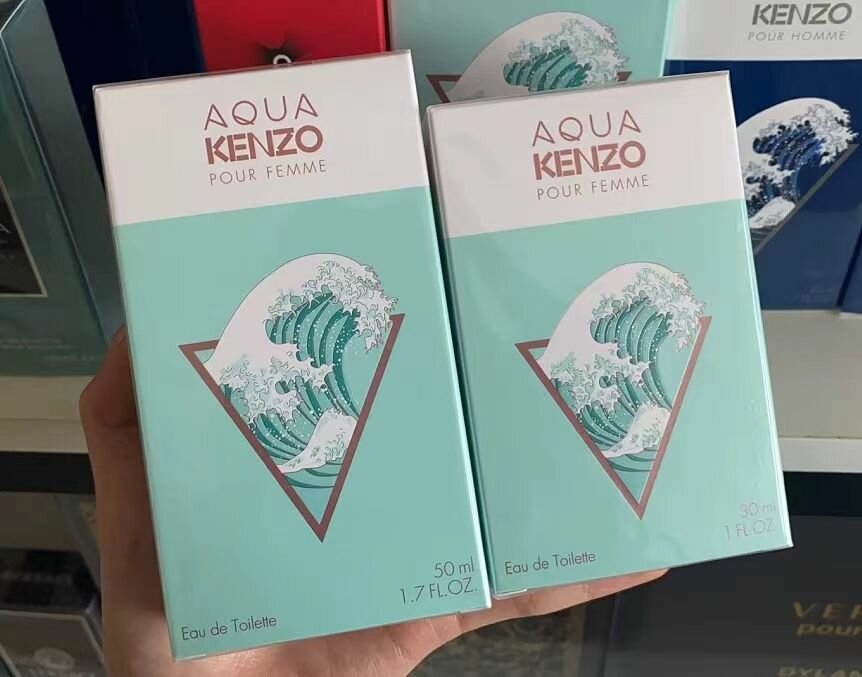 AQUA
KENZO
POUR FEMME
50 ml
1.7 FL.OZ.
Eau de Toilette
AQUA
KENZO
POUR FEMME
30 ml
1 FL.OZ.
Eau de Toilette
KENZO
POUR HOMME